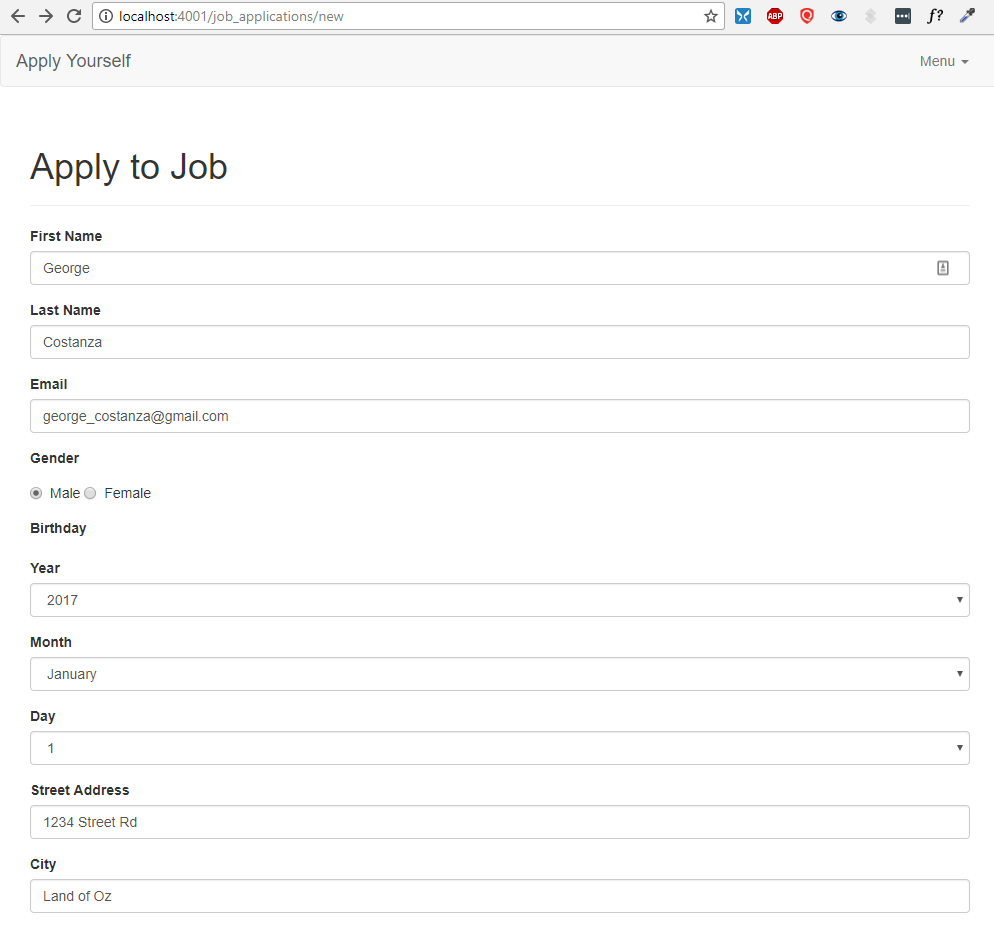 localhost:4001/job_applications/new
ABP
f?
Apply Yourself
Menu
Apply to Job
First Name
George
Last Name
Costanza
Email
george_costanza@gmail.com
Gender
Male Female
Birthday
Year
2017
Month
January
Day
1
Street Address
1234 Street Rd
City
Land of Oz